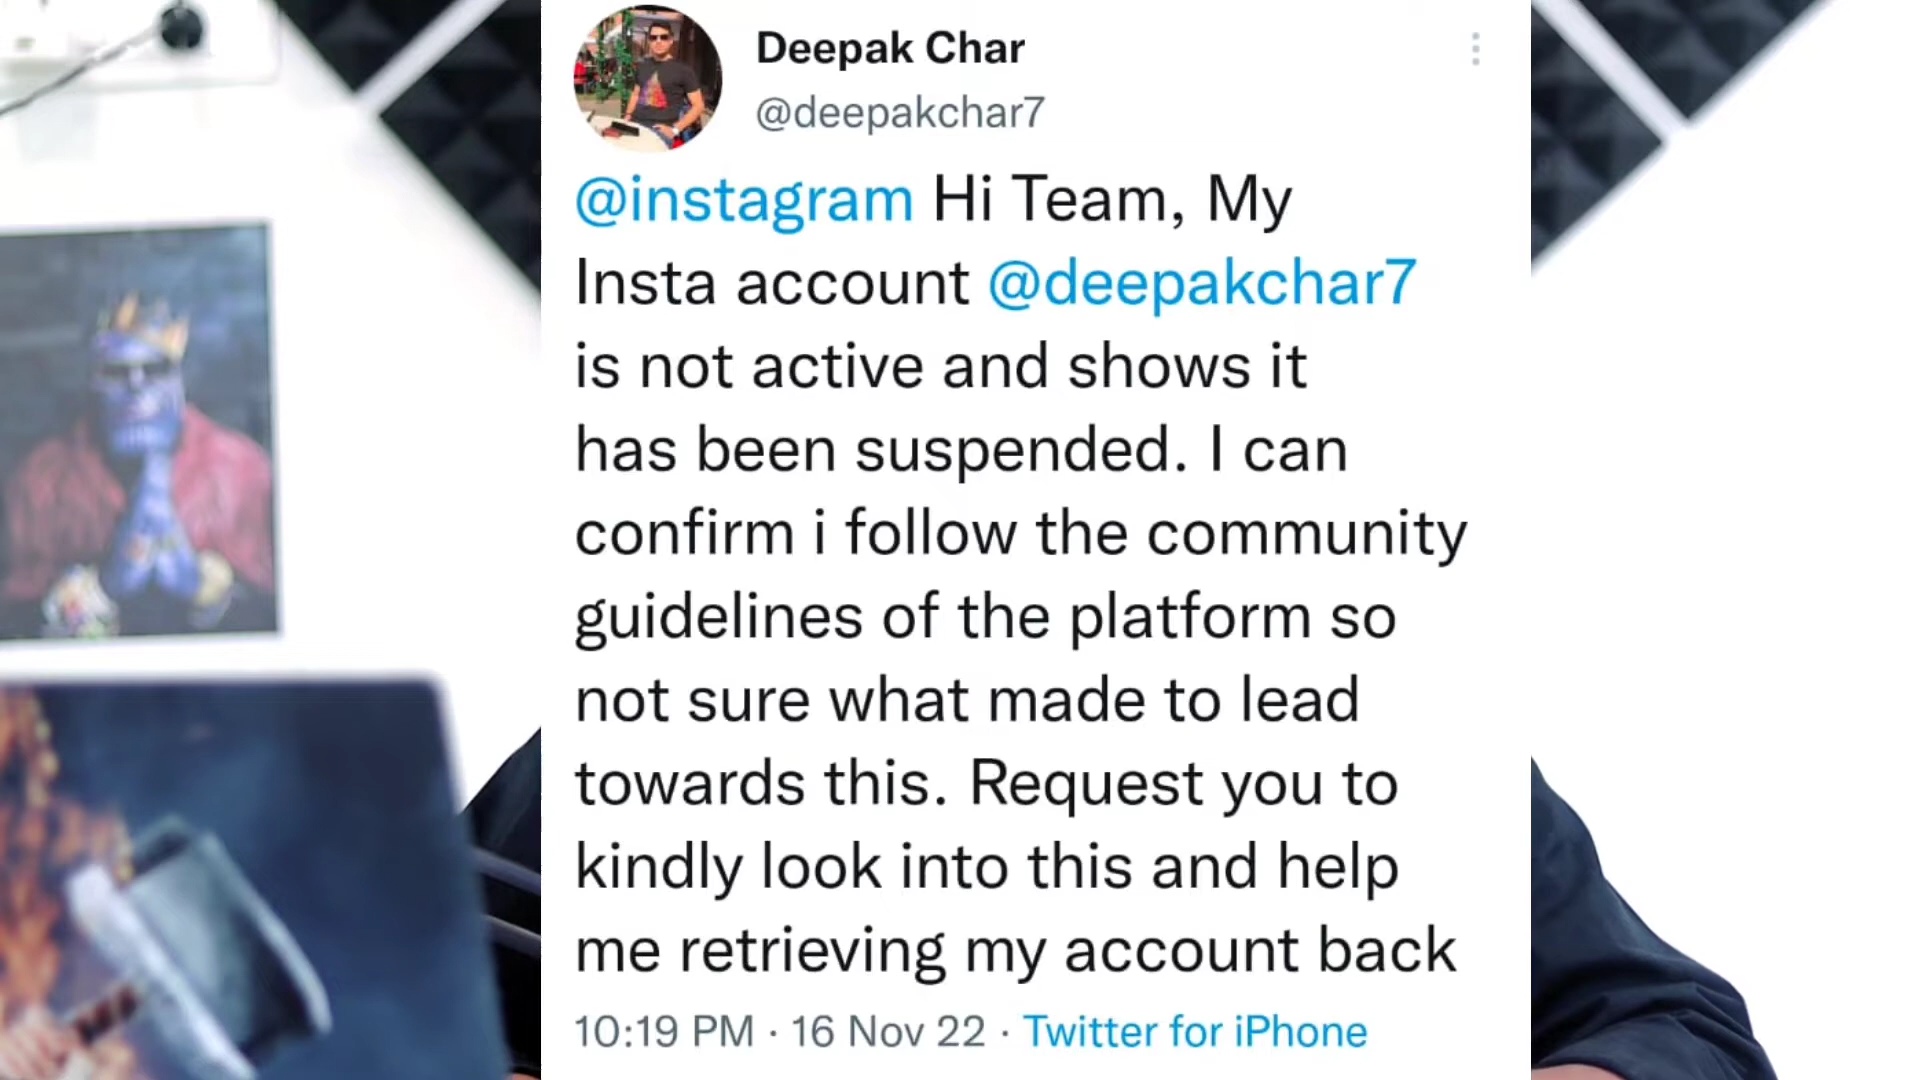 Deepak Char
@deepakchar7
@instagram Hi Team, My
Insta account @deepakchar7
is not active and shows it
has been suspended. I can
confirm i follow the community
guidelines of the platform so
not sure what made to lead
towards this. Request you to
kindly look into this and help
me retrieving my account back
10:19 PM · 16 Nov 22 · Twitter for iPhone